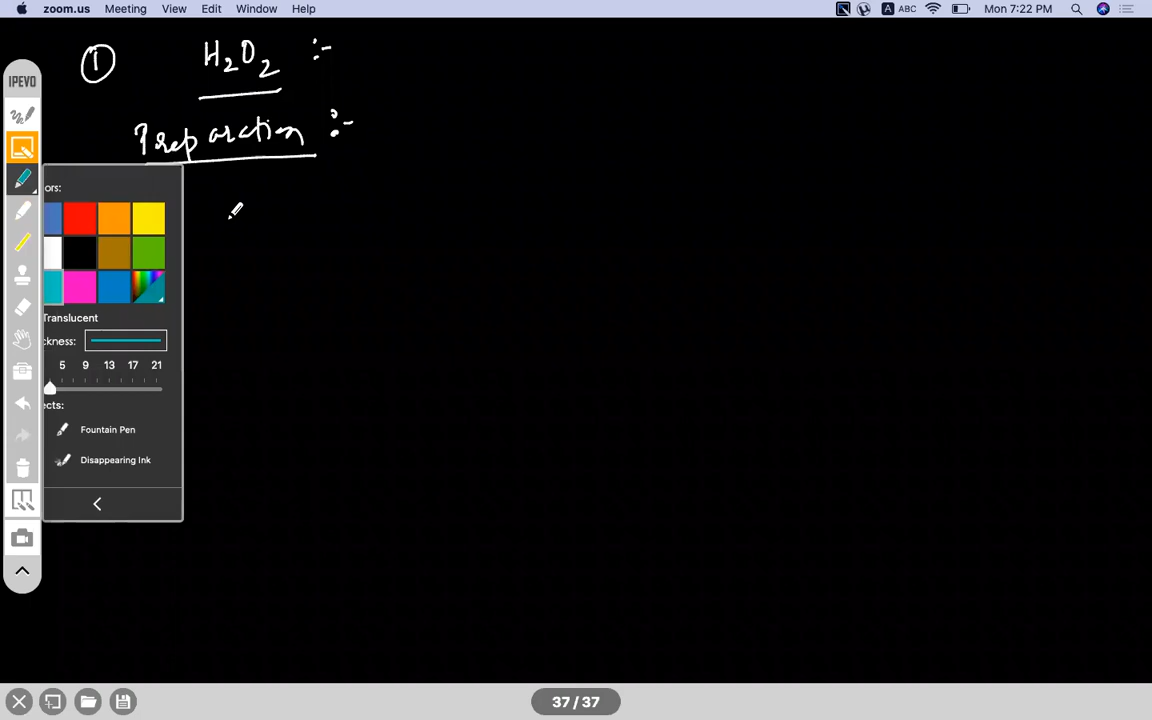 zoom.us Meeting View Edit Window Help A ABC Mon 7:22 PM
① H₂O₂ :-
IPEVO
Preparation :-
ors:
Translucent
ckness:
5 9 13 17 21
ects:
Fountain Pen
Disappearing Ink
37 / 37